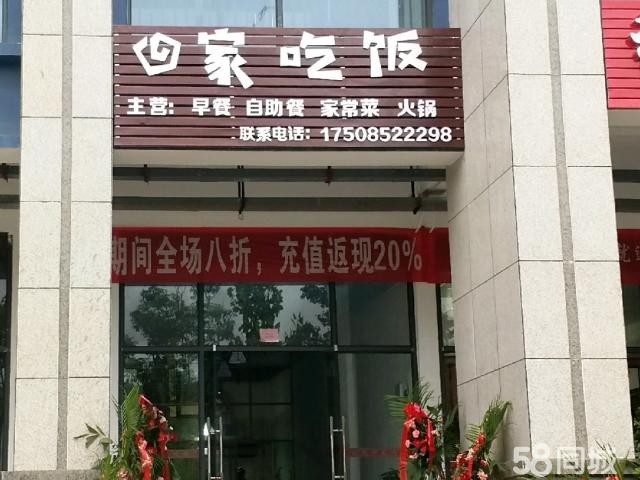 回家吃饭
主营：早餐 自助餐 家常菜 火锅
联系电话：17508522298
期间全场八折，充值返现20%
58同城